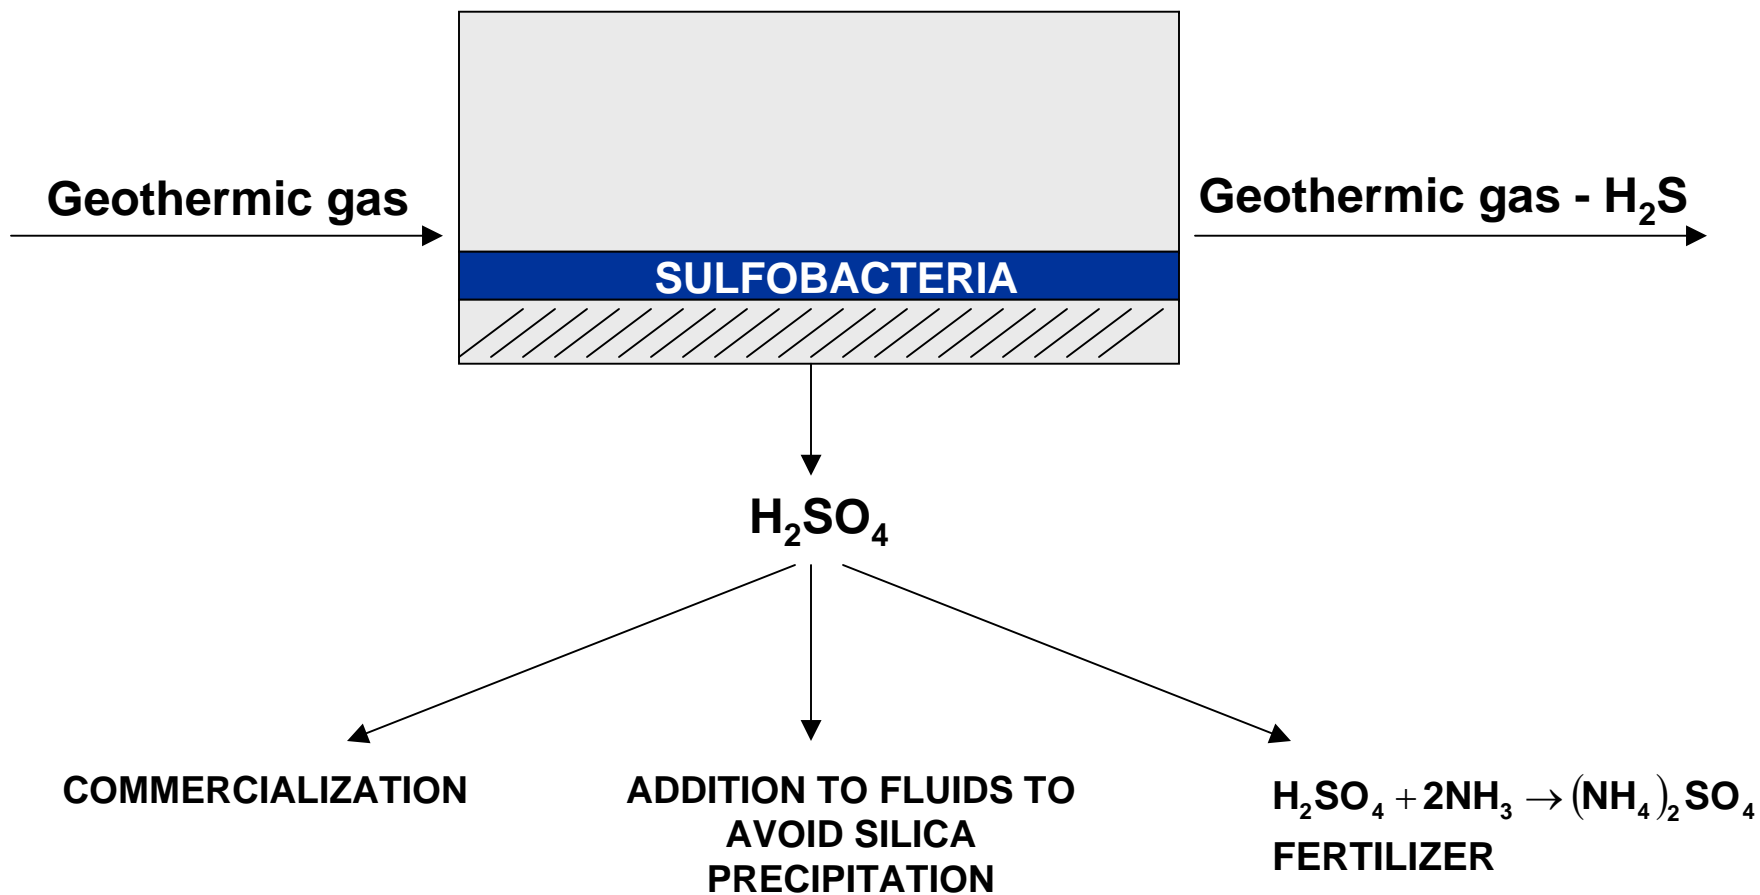 Geothermic gas
Geothermic gas - H₂S
SULFOBACTERIA
H₂SO₄
COMMERCIALIZATION
ADDITION TO FLUIDS TO
AVOID SILICA
PRECIPITATION
H₂SO₄ + 2NH₃ → (NH₄)₂SO₄
FERTILIZER